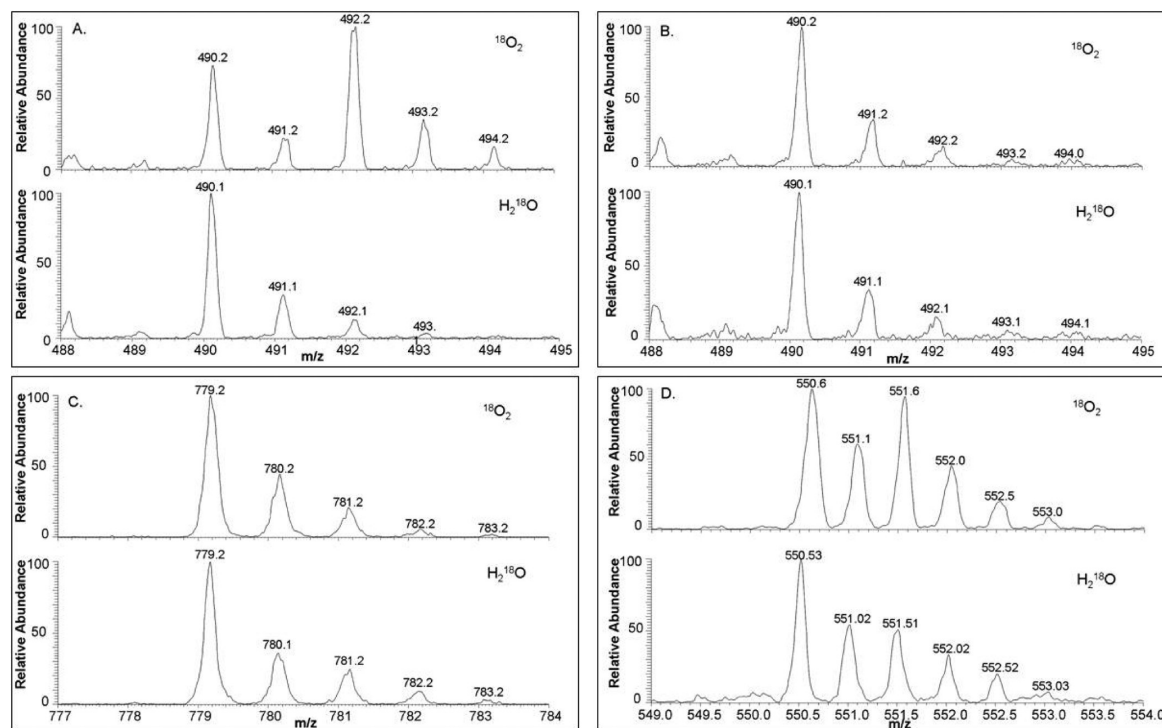 A.
¹⁸O₂
Relative Abundance
100
50
0
490.2
491.2
492.2
493.2
494.2
H₂¹⁸O
Relative Abundance
100
50
0
490.1
491.1
492.1
493.
488 489 490 491 492 493 494 495
m/z
B.
¹⁸O₂
Relative Abundance
100
50
0
490.2
491.2
492.2
493.2
494.0
H₂¹⁸O
Relative Abundance
100
50
0
490.1
491.1
492.1
493.1
494.1
488 489 490 491 492 493 494 495
m/z
C.
¹⁸O₂
Relative Abundance
100
50
0
779.2
780.2
781.2
782.2
783.2
H₂¹⁸O
Relative Abundance
100
50
0
779.2
780.1
781.2
782.2
783.2
777 778 779 780 781 782 783 784
m/z
D.
¹⁸O₂
Relative Abundance
100
50
0
550.6
551.1
551.6
552.0
552.5
553.0
H₂¹⁸O
Relative Abundance
100
50
0
550.53
551.02
551.51
552.02
552.52
553.03
549.0 549.5 550.0 550.5 551.0 551.5 552.0 552.5 553.0 553.5 554.0
m/z